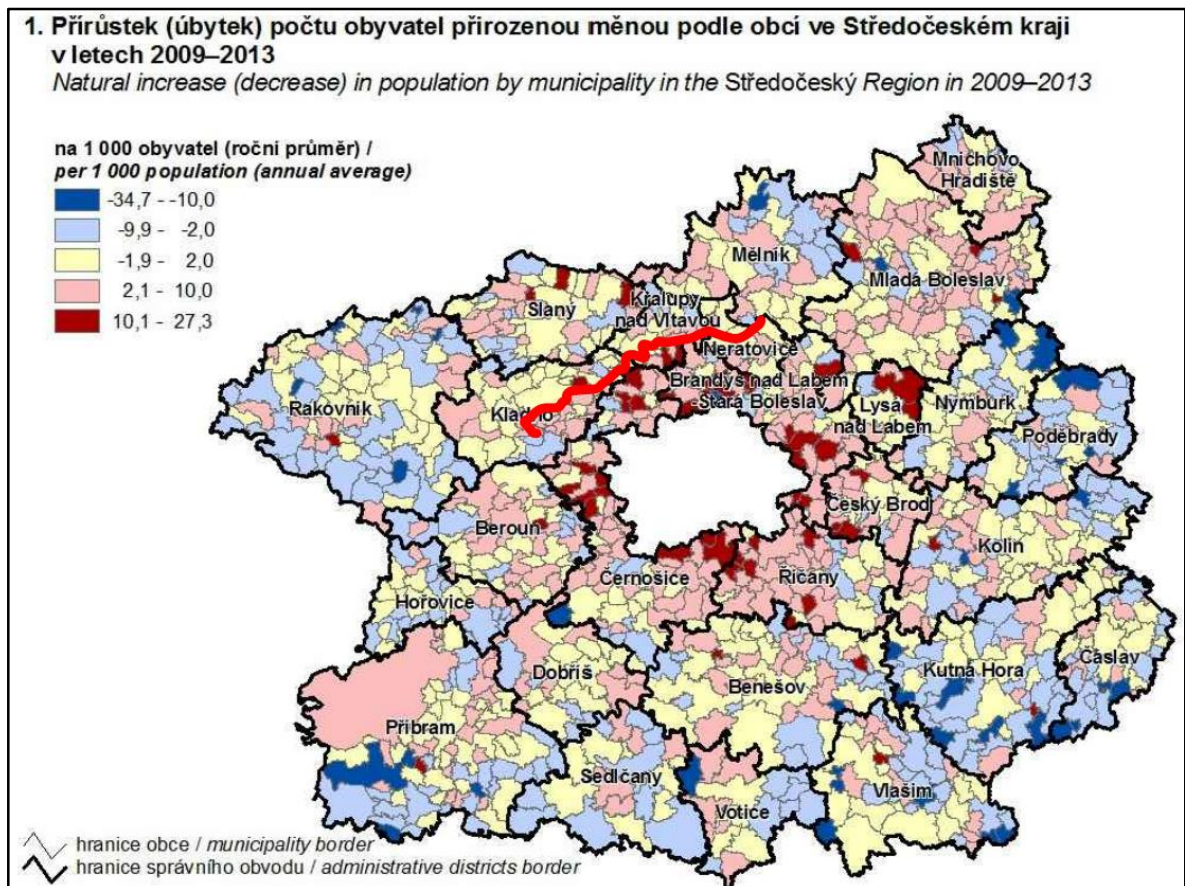 1. Přírůstek (úbytek) počtu obyvatel přirozenou měnou podle obcí ve Středočeském kraji
v letech 2009–2013
Natural increase (decrease) in population by municipality in the Středočeský Region in 2009–2013
na 1 000 obyvatel (roční průměr) /
per 1 000 population (annual average)
-34,7 - -10,0
-9,9 - -2,0
-1,9 - 2,0
2,1 - 10,0
10,1 - 27,3
Mnichovo
Hradiště
Mělník
Mladá Boleslav
Slaný
Kralupy
nad Vltavou
Neratovice
Rakovník
Kladno
Brandýs nad Labem
-Stará Boleslav
Lysá
nad Labem
Nymburk
Poděbrady
Beroun
Český Brod
Kolín
Černošice
Říčany
Hořovice
Dobříš
Benešov
Kutná Hora
Čáslav
Příbram
Sedlčany
Votice
Vlašim
hranice obce / municipality border
hranice správního obvodu / administrative districts border